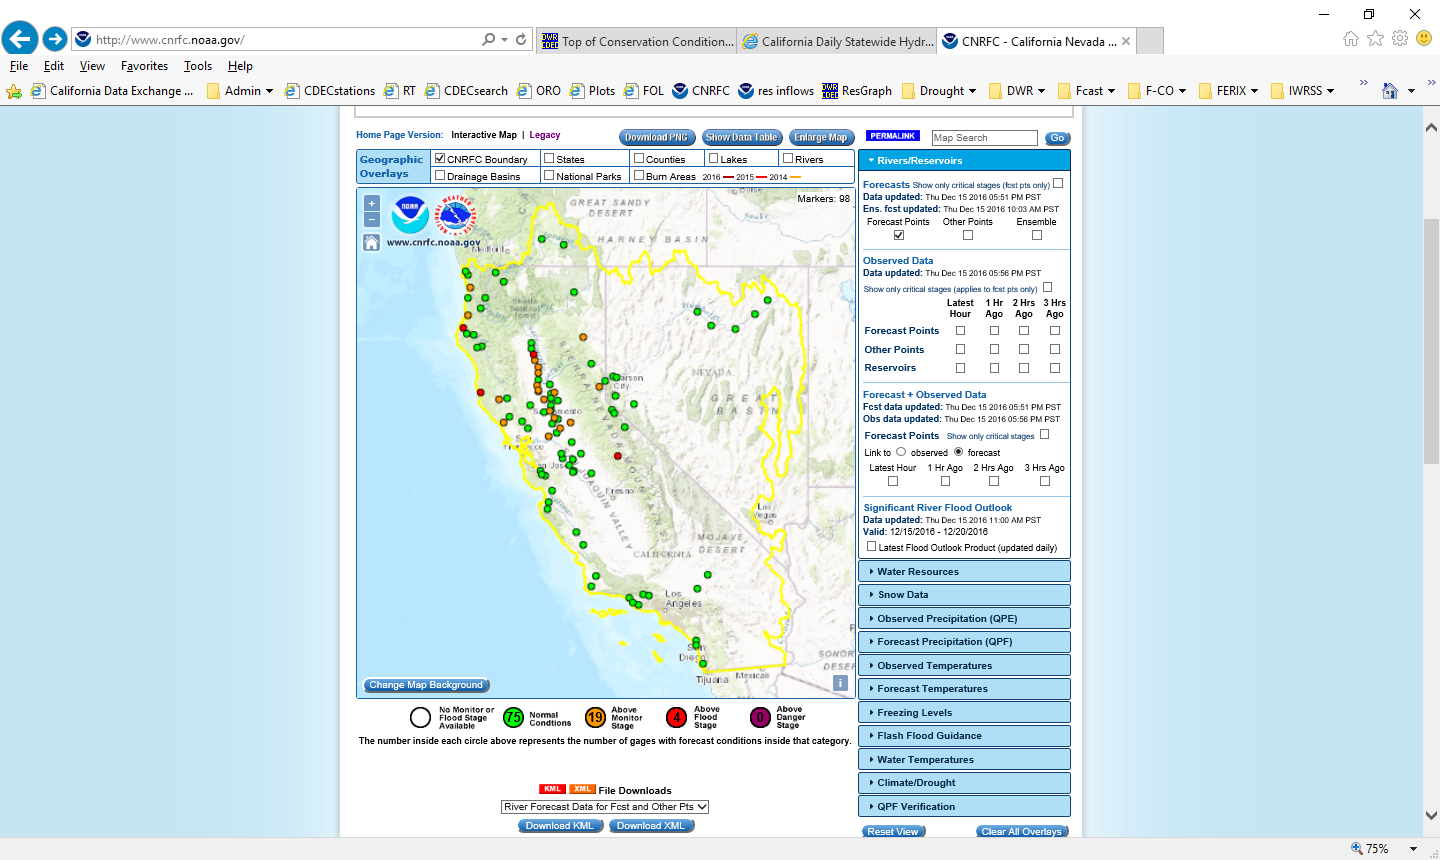 http://www.cnrfc.noaa.gov/
Top of Conservation Condition...
California Daily Statewide Hydr...
CNRFC - California Nevada ...
File Edit View Favorites Tools Help
California Data Exchange ...
Admin
CDECstations
RT
CDECsearch
ORO
Plots
FOL
CNRFC
res inflows
ResGraph
Drought
DWR
Fcast
F-CO
FERIX
IWRSS
Home Page Version: Interactive Map | Legacy
Download PNG
Show Data Table
Enlarge Map
PERMALINK
Map Search
Go
Geographic Overlays
CNRFC Boundary
States
Counties
Lakes
Rivers
Drainage Basins
National Parks
Burn Areas 2016 2015 2014
Markers: 98
+
−
NOAA
www.cnrfc.noaa.gov
GREAT SANDY
DESERT
HARNEY BASIN
Medford
Boise
Shasta
National
Forest
SIERRA NEVADA
NEVADA
Carson
City
GREAT
BASIN
Sacramento
San
Francisco
San Jose
Fresno
SAN JOAQUIN VALLEY
Las
Vegas
MOJAVE
DESERT
CALIFORNIA
Los
Angeles
San
Diego
Tijuana
Mexicali
SONOR
DESE
Change Map Background
i
No Monitor or
Flood Stage
Available
75 Normal
Conditions
19 Above
Monitor
Stage
4 Above
Flood
Stage
0 Above
Danger
Stage
The number inside each circle above represents the number of gages with forecast conditions inside that category.
KML XML File Downloads
River Forecast Data for Fcst and Other Pts
Download KML
Download XML
Rivers/Reservoirs
Forecasts Show only critical stages (fcst pts only)
Data updated: Thu Dec 15 2016 05:51 PM PST
Ens. fcst updated: Thu Dec 15 2016 10:03 AM PST
Forecast Points Other Points Ensemble
Observed Data
Data updated: Thu Dec 15 2016 05:56 PM PST
Show only critical stages (applies to fcst pts only)
Latest 1 Hr 2 Hrs 3 Hrs
Hour Ago Ago Ago
Forecast Points
Other Points
Reservoirs
Forecast + Observed Data
Fcst data updated: Thu Dec 15 2016 05:51 PM PST
Obs data updated: Thu Dec 15 2016 05:56 PM PST
Forecast Points Show only critical stages
Link to observed forecast
Latest Hour 1 Hr Ago 2 Hrs Ago 3 Hrs Ago
Significant River Flood Outlook
Data updated: Thu Dec 15 2016 11:00 AM PST
Valid: 12/15/2016 - 12/20/2016
Latest Flood Outlook Product (updated daily)
Water Resources
Snow Data
Observed Precipitation (QPE)
Forecast Precipitation (QPF)
Observed Temperatures
Forecast Temperatures
Freezing Levels
Flash Flood Guidance
Water Temperatures
Climate/Drought
QPF Verification
Reset View
Clear All Overlays
75%